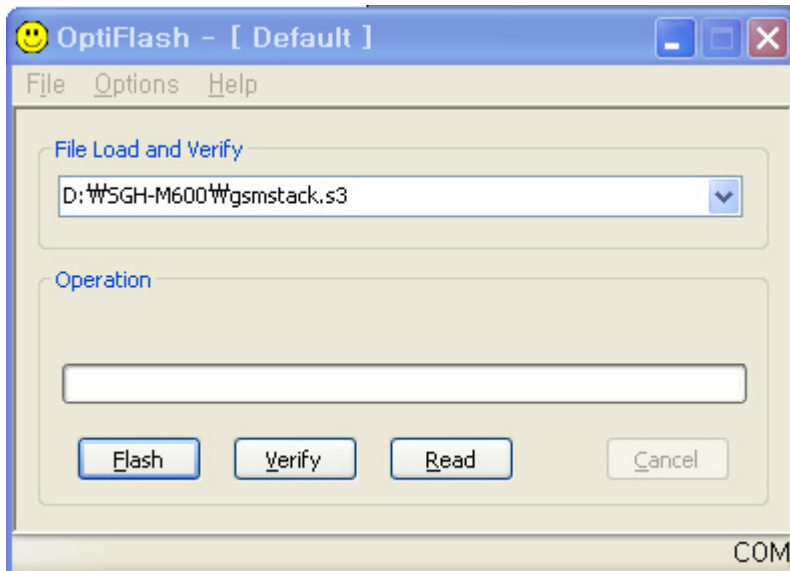 OptiFlash - [ Default ]
File Options Help
File Load and Verify
D:₩SGH-M600₩gsmstack.s3
Operation
Flash Verify Read Cancel
COM